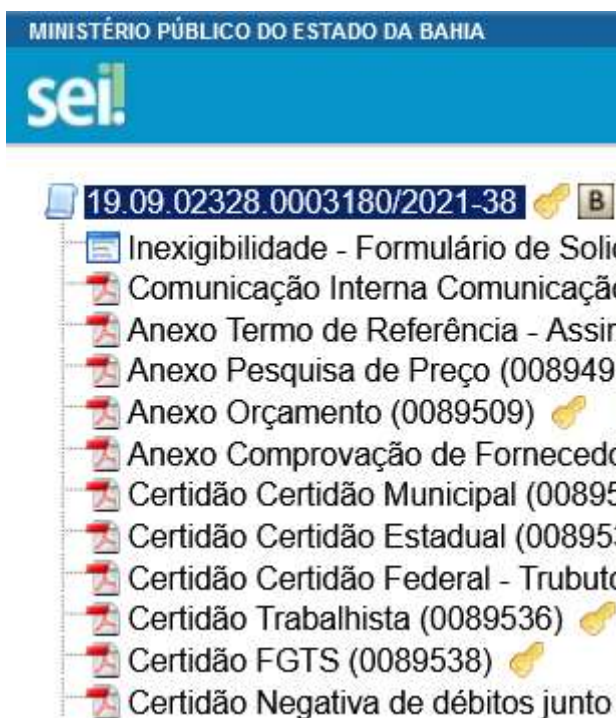 MINISTÉRIO PÚBLICO DO ESTADO DA BAHIA
sei!
19.09.02328.0003180/2021-38 B
Inexigibilidade - Formulário de Soli
Comunicação Interna Comunicaçã
Anexo Termo de Referência - Assi
Anexo Pesquisa de Preço (008949
Anexo Orçamento (0089509)
Anexo Comprovação de Fornecedo
Certidão Certidão Municipal (00895
Certidão Certidão Estadual (008953
Certidão Certidão Federal - Trubuto
Certidão Trabalhista (0089536)
Certidão FGTS (0089538)
Certidão Negativa de débitos junto